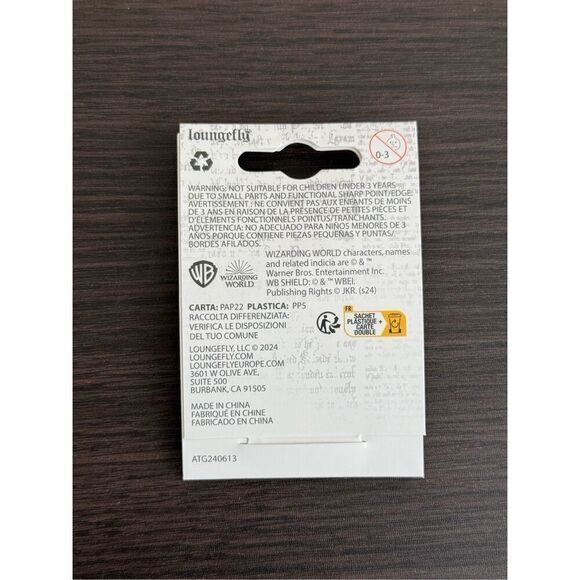 loungefly
0-3
WARNING: NOT SUITABLE FOR CHILDREN UNDER 3 YEARS
DUE TO SMALL PARTS AND FUNCTIONAL SHARP POINT/EDGE.
AVERTISSEMENT : NE CONVIENT PAS AUX ENFANTS DE MOINS
DE 3 ANS EN RAISON DE LA PRÉSENCE DE PETITES PIÈCES ET
D'ÉLÉMENTS FONCTIONNELS POINTUS/TRANCHANTS.
ADVERTENCIA: NO ADECUADO PARA NIÑOS MENORES DE 3
AÑOS PORQUE CONTIENE PIEZAS PEQUEÑAS Y PUNTAS/
BORDES AFILADOS.
WB
WIZARDING
WORLD
WIZARDING WORLD characters, names
and related indicia are © & ™
Warner Bros. Entertainment Inc.
WB SHIELD: © & ™ WBEI.
Publishing Rights © JKR. (s24)
CARTA: PAP22 PLASTICA: PP5
RACCOLTA DIFFERENZIATA:
VERIFICA LE DISPOSIZIONI
DEL TUO COMUNE
FR
SACHET
PLASTIQUE +
CARTE
DOUBLE
LOUNGEFLY, LLC © 2024
LOUNGEFLY.COM
LOUNGEFLYEUROPE.COM
3601 W OLIVE AVE,
SUITE 500
BURBANK, CA 91505
MADE IN CHINA
FABRIQUÉ EN CHINE
FABRICADO EN CHINA
ATG240613